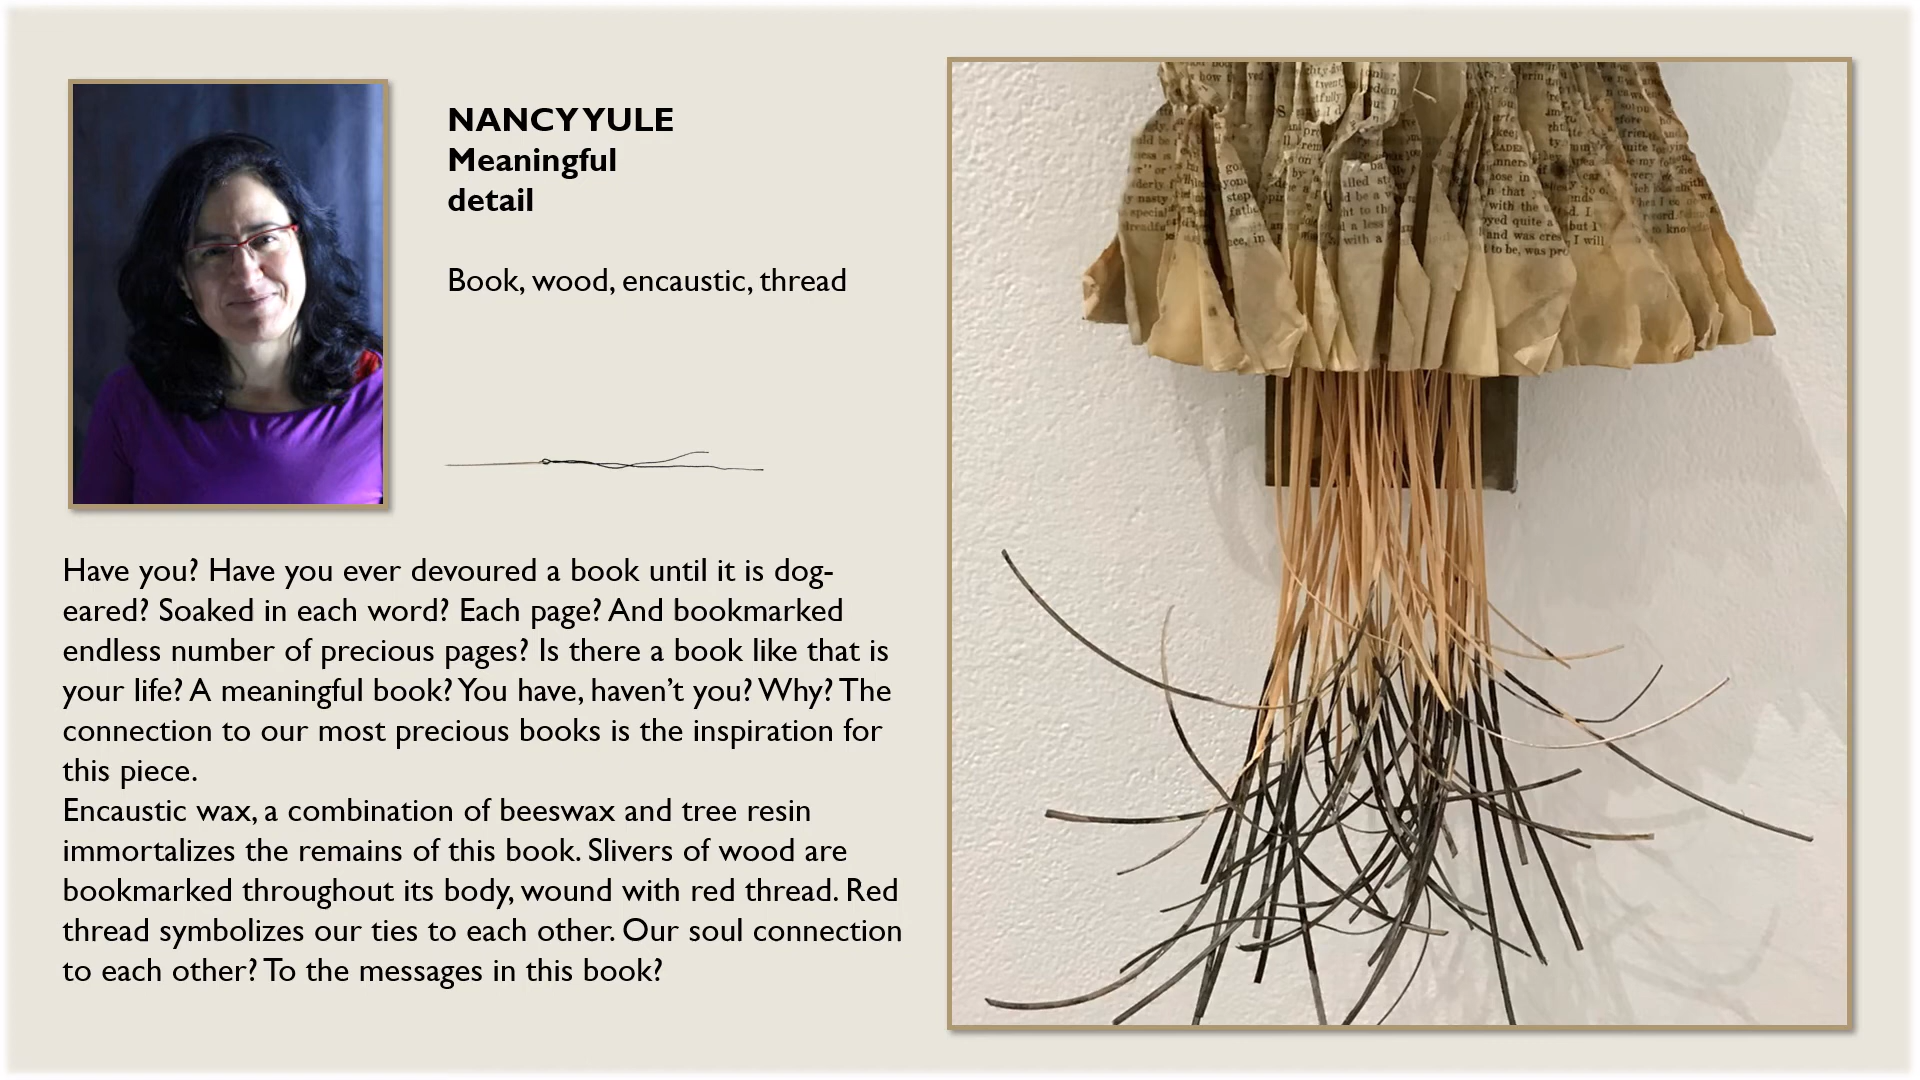 NANCY YULE
Meaningful
detail
Book, wood, encaustic, thread
Have you? Have you ever devoured a book until it is dog-
eared? Soaked in each word? Each page? And bookmarked
endless number of precious pages? Is there a book like that is
your life? A meaningful book? You have, haven’t you? Why? The
connection to our most precious books is the inspiration for
this piece.
Encaustic wax, a combination of beeswax and tree resin
immortalizes the remains of this book. Slivers of wood are
bookmarked throughout its body, wound with red thread. Red
thread symbolizes our ties to each other. Our soul connection
to each other? To the messages in this book?